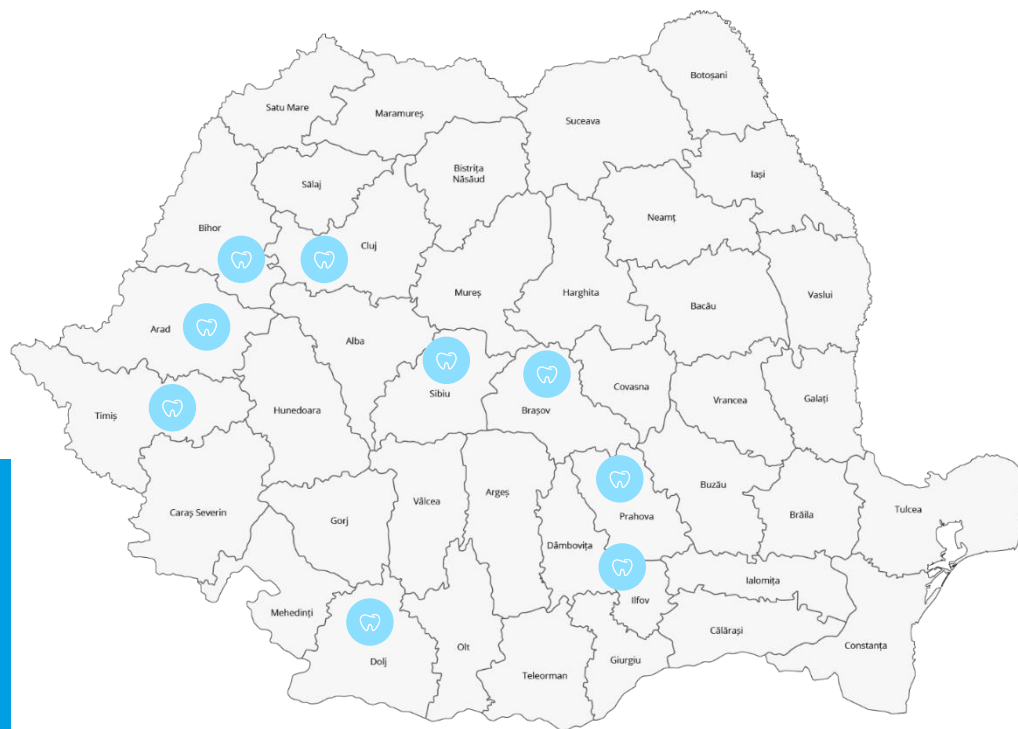 Botoșani
Satu Mare
Maramureș
Suceava
Iași
Bistrița
Năsăud
Sălaj
Neamț
Bihor
Cluj
Mureș
Harghita
Bacău
Vaslui
Arad
Alba
Sibiu
Brașov
Covasna
Vrancea
Galați
Timiș
Hunedoara
Caraș Severin
Gorj
Vâlcea
Argeș
Dâmbovița
Prahova
Buzău
Brăila
Tulcea
Mehedinți
Dolj
Olt
Teleorman
Giurgiu
Ilfov
Ialomița
Călărași
Constanța